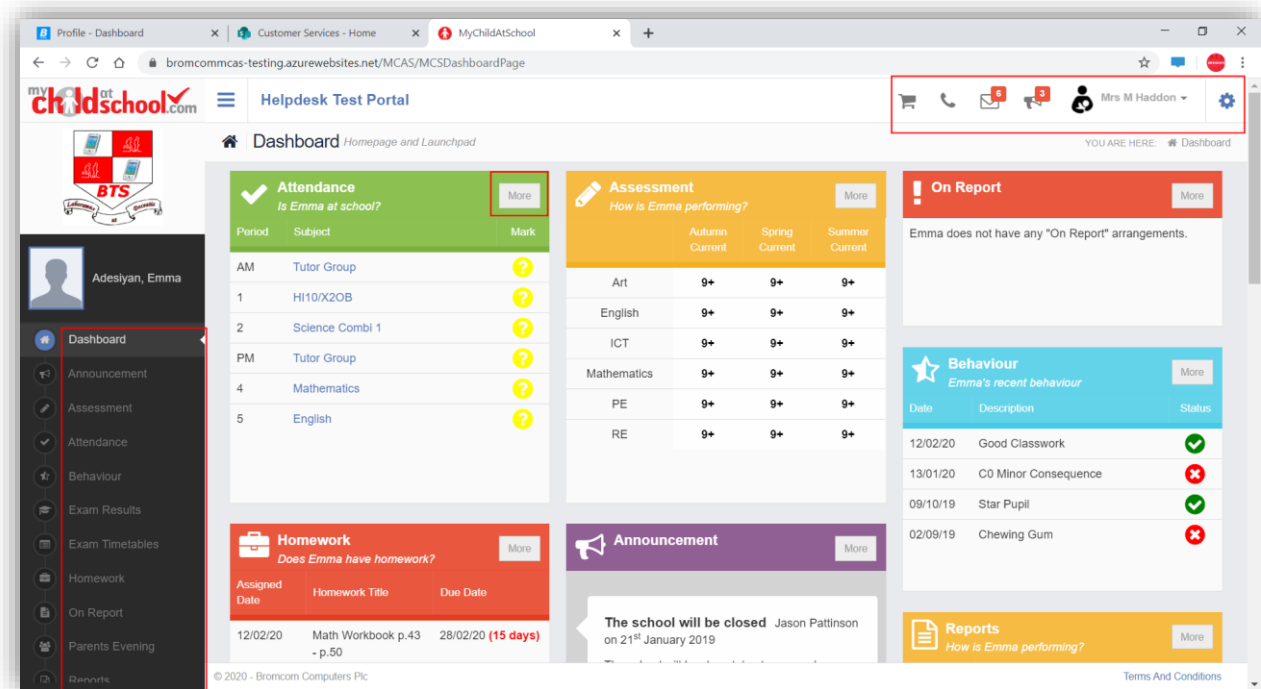 Profile - Dashboard
Customer Services - Home
MyChildAtSchool
bromcommcas-testing.azurewebsites.net/MCAS/MCSDashboardPage
my child at school.com
Helpdesk Test Portal
6
3
Mrs M Haddon
Dashboard Homepage and Launchpad
YOU ARE HERE: Dashboard
BTS
Adesiyan, Emma
Dashboard
Announcement
Assessment
Attendance
Behaviour
Exam Results
Exam Timetables
Homework
On Report
Parents Evening
Reports
Attendance
Is Emma at school?
More
Period Subject Mark
AM Tutor Group ?
1 HI10/X2OB ?
2 Science Combi 1 ?
PM Tutor Group ?
4 Mathematics ?
5 English ?
Assessment
How is Emma performing?
More
Autumn Current Spring Current Summer Current
Art 9+ 9+ 9+
English 9+ 9+ 9+
ICT 9+ 9+ 9+
Mathematics 9+ 9+ 9+
PE 9+ 9+ 9+
RE 9+ 9+ 9+
On Report
More
Emma does not have any "On Report" arrangements.
Behaviour
Emma's recent behaviour
More
Date Description Status
12/02/20 Good Classwork
13/01/20 C0 Minor Consequence
09/10/19 Star Pupil
02/09/19 Chewing Gum
Homework
Does Emma have homework?
More
Assigned Date Homework Title Due Date
12/02/20 Math Workbook p.43 28/02/20 (15 days)
- p.50
Announcement
More
The school will be closed Jason Pattinson
on 21st January 2019
Reports
How is Emma performing?
More
© 2020 - Bromcom Computers Plc
Terms And Conditions